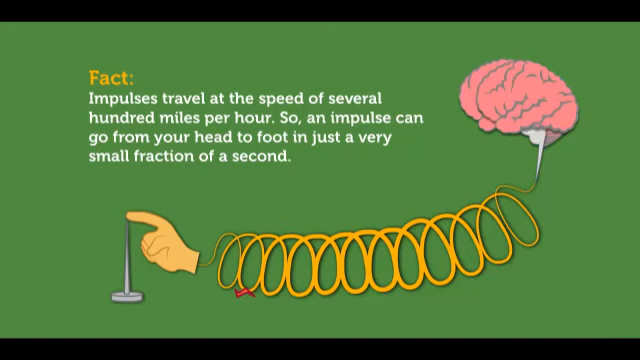 Fact:
Impulses travel at the speed of several
hundred miles per hour. So, an impulse can
go from your head to foot in just a very
small fraction of a second.